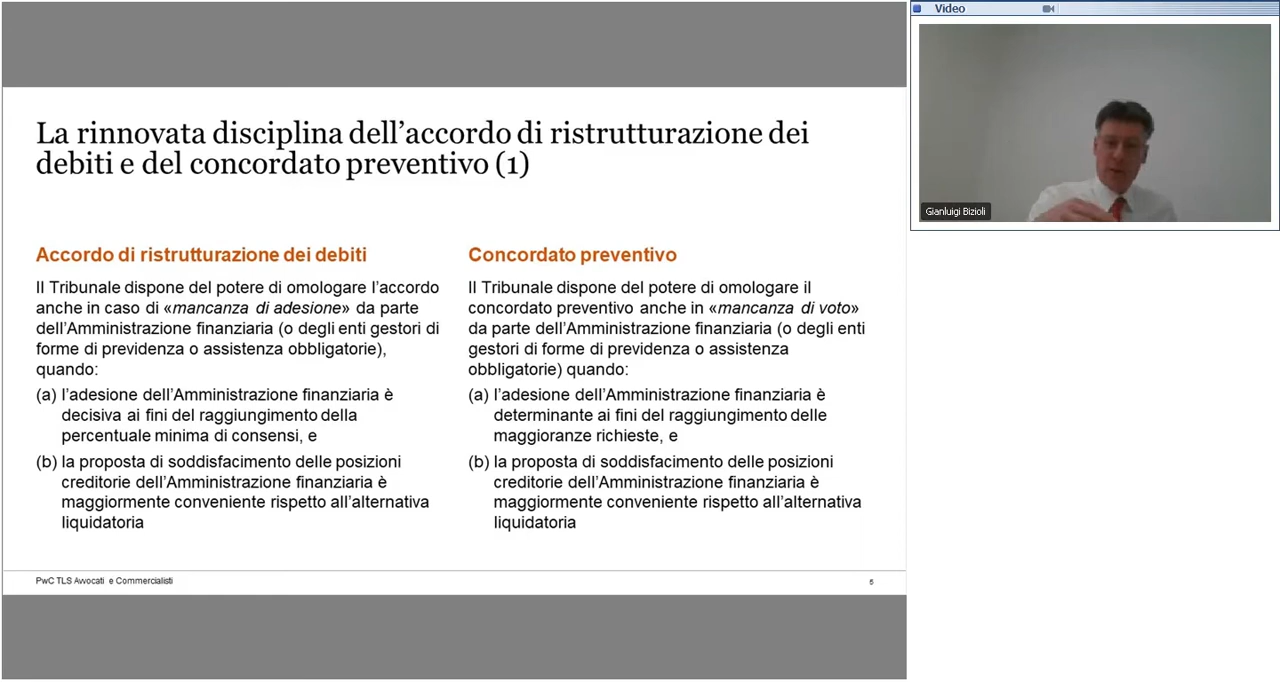 La rinnovata disciplina dell’accordo di ristrutturazione dei
debiti e del concordato preventivo (1)
Accordo di ristrutturazione dei debiti
Il Tribunale dispone del potere di omologare l’accordo
anche in caso di «mancanza di adesione» da parte
dell’Amministrazione finanziaria (o degli enti gestori di
forme di previdenza o assistenza obbligatorie),
quando:
(a) l’adesione dell’Amministrazione finanziaria è
decisiva ai fini del raggiungimento della
percentuale minima di consensi, e
(b) la proposta di soddisfacimento delle posizioni
creditorie dell’Amministrazione finanziaria è
maggiormente conveniente rispetto all’alternativa
liquidatoria
Concordato preventivo
Il Tribunale dispone del potere di omologare il
concordato preventivo anche in «mancanza di voto»
da parte dell’Amministrazione finanziaria (o degli enti
gestori di forme di previdenza o assistenza
obbligatorie) quando:
(a) l’adesione dell’Amministrazione finanziaria è
determinante ai fini del raggiungimento delle
maggioranze richieste, e
(b) la proposta di soddisfacimento delle posizioni
creditorie dell’Amministrazione finanziaria è
maggiormente conveniente rispetto all’alternativa
liquidatoria
PwC TLS Avvocati e Commercialisti
5
Video
Gianluigi Bizioli